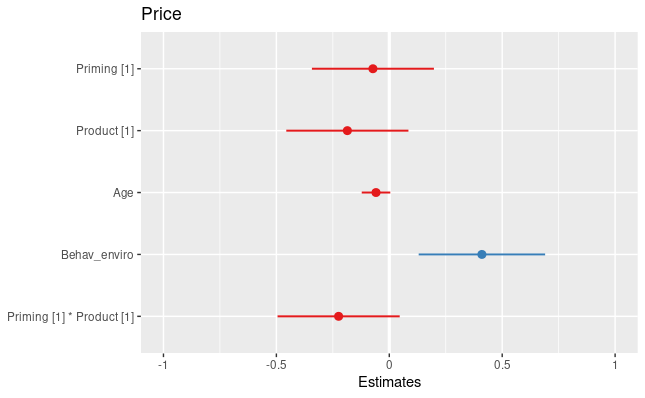 Price
Priming [1]
Product [1]
Age
Behav_enviro
Priming [1] * Product [1]
-1 -0.5 0 0.5 1
Estimates